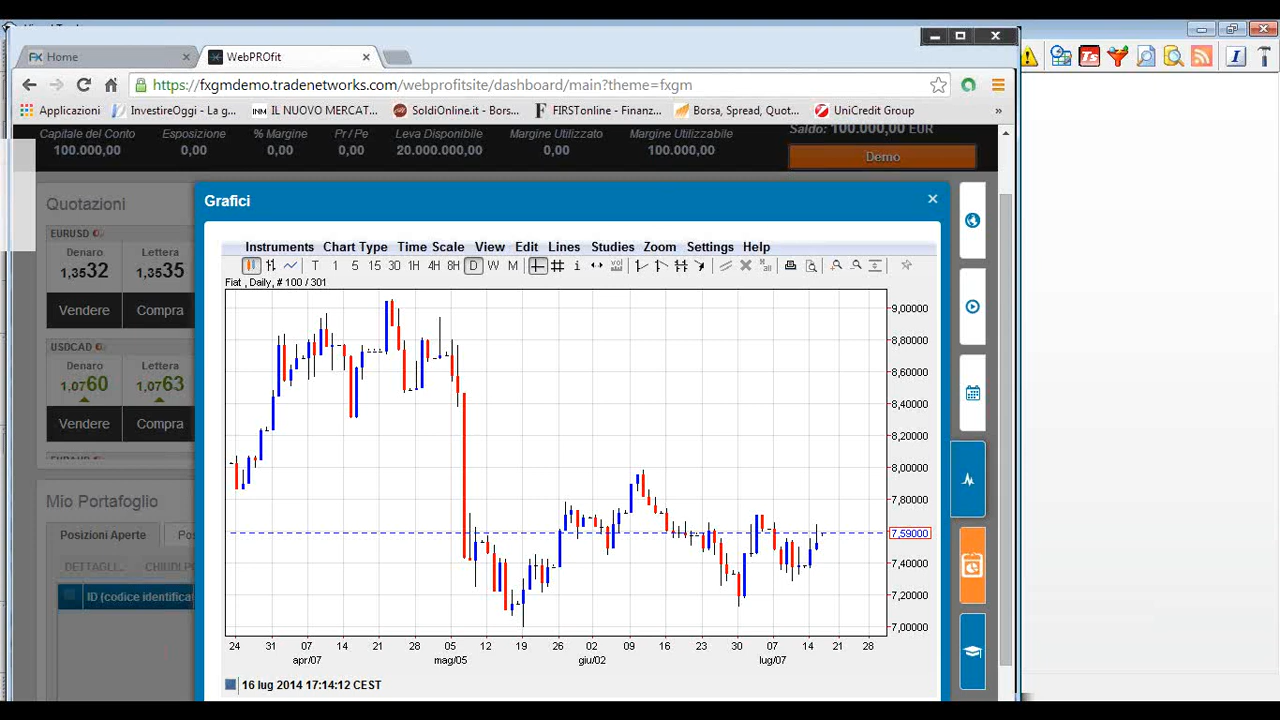 Home
WebPROfit
https://fxgmdemo.tradenetworks.com/webprofitsite/dashboard/main?theme=fxgm
Applicazioni
InvestireOggi - La g...
INM IL NUOVO MERCAT...
SoldiOnline.it - Bors...
F FIRSTonline - Finanz...
Borsa, Spread, Quot...
UniCredit Group
»
Capitale del Conto Esposizione % Margine Pr / Pe Leva Disponibile Margine Utilizzato Margine Utilizzabile
100.000,00 0,00 0,00 0,00 20.000.000,00 0,00 100.000,00
Saldo: 100.000,00 EUR
Demo
Quotazioni
EURUSD
Denaro Lettera
1,3532 1,3535
Vendere Compra
USDCAD
Denaro Lettera
1,0760 1,0763
Vendere Compra
Mio Portafoglio
Posizioni Aperte
DETTAGLI... CHIUDI PO
ID (codice identificat
Grafici
Instruments Chart Type Time Scale View Edit Lines Studies Zoom Settings Help
T 1 5 15 30 1H 4H 8H D W M
Fiat , Daily, # 100 / 301
9,00000
8,80000
8,60000
8,40000
8,20000
8,00000
7,80000
7,59000
7,40000
7,20000
7,00000
24 31 07 14 21 28 05 12 19 26 02 09 16 23 30 07 14 21 28
apr/07 mag/05 giu/02 lug/07
16 lug 2014 17:14:12 CEST